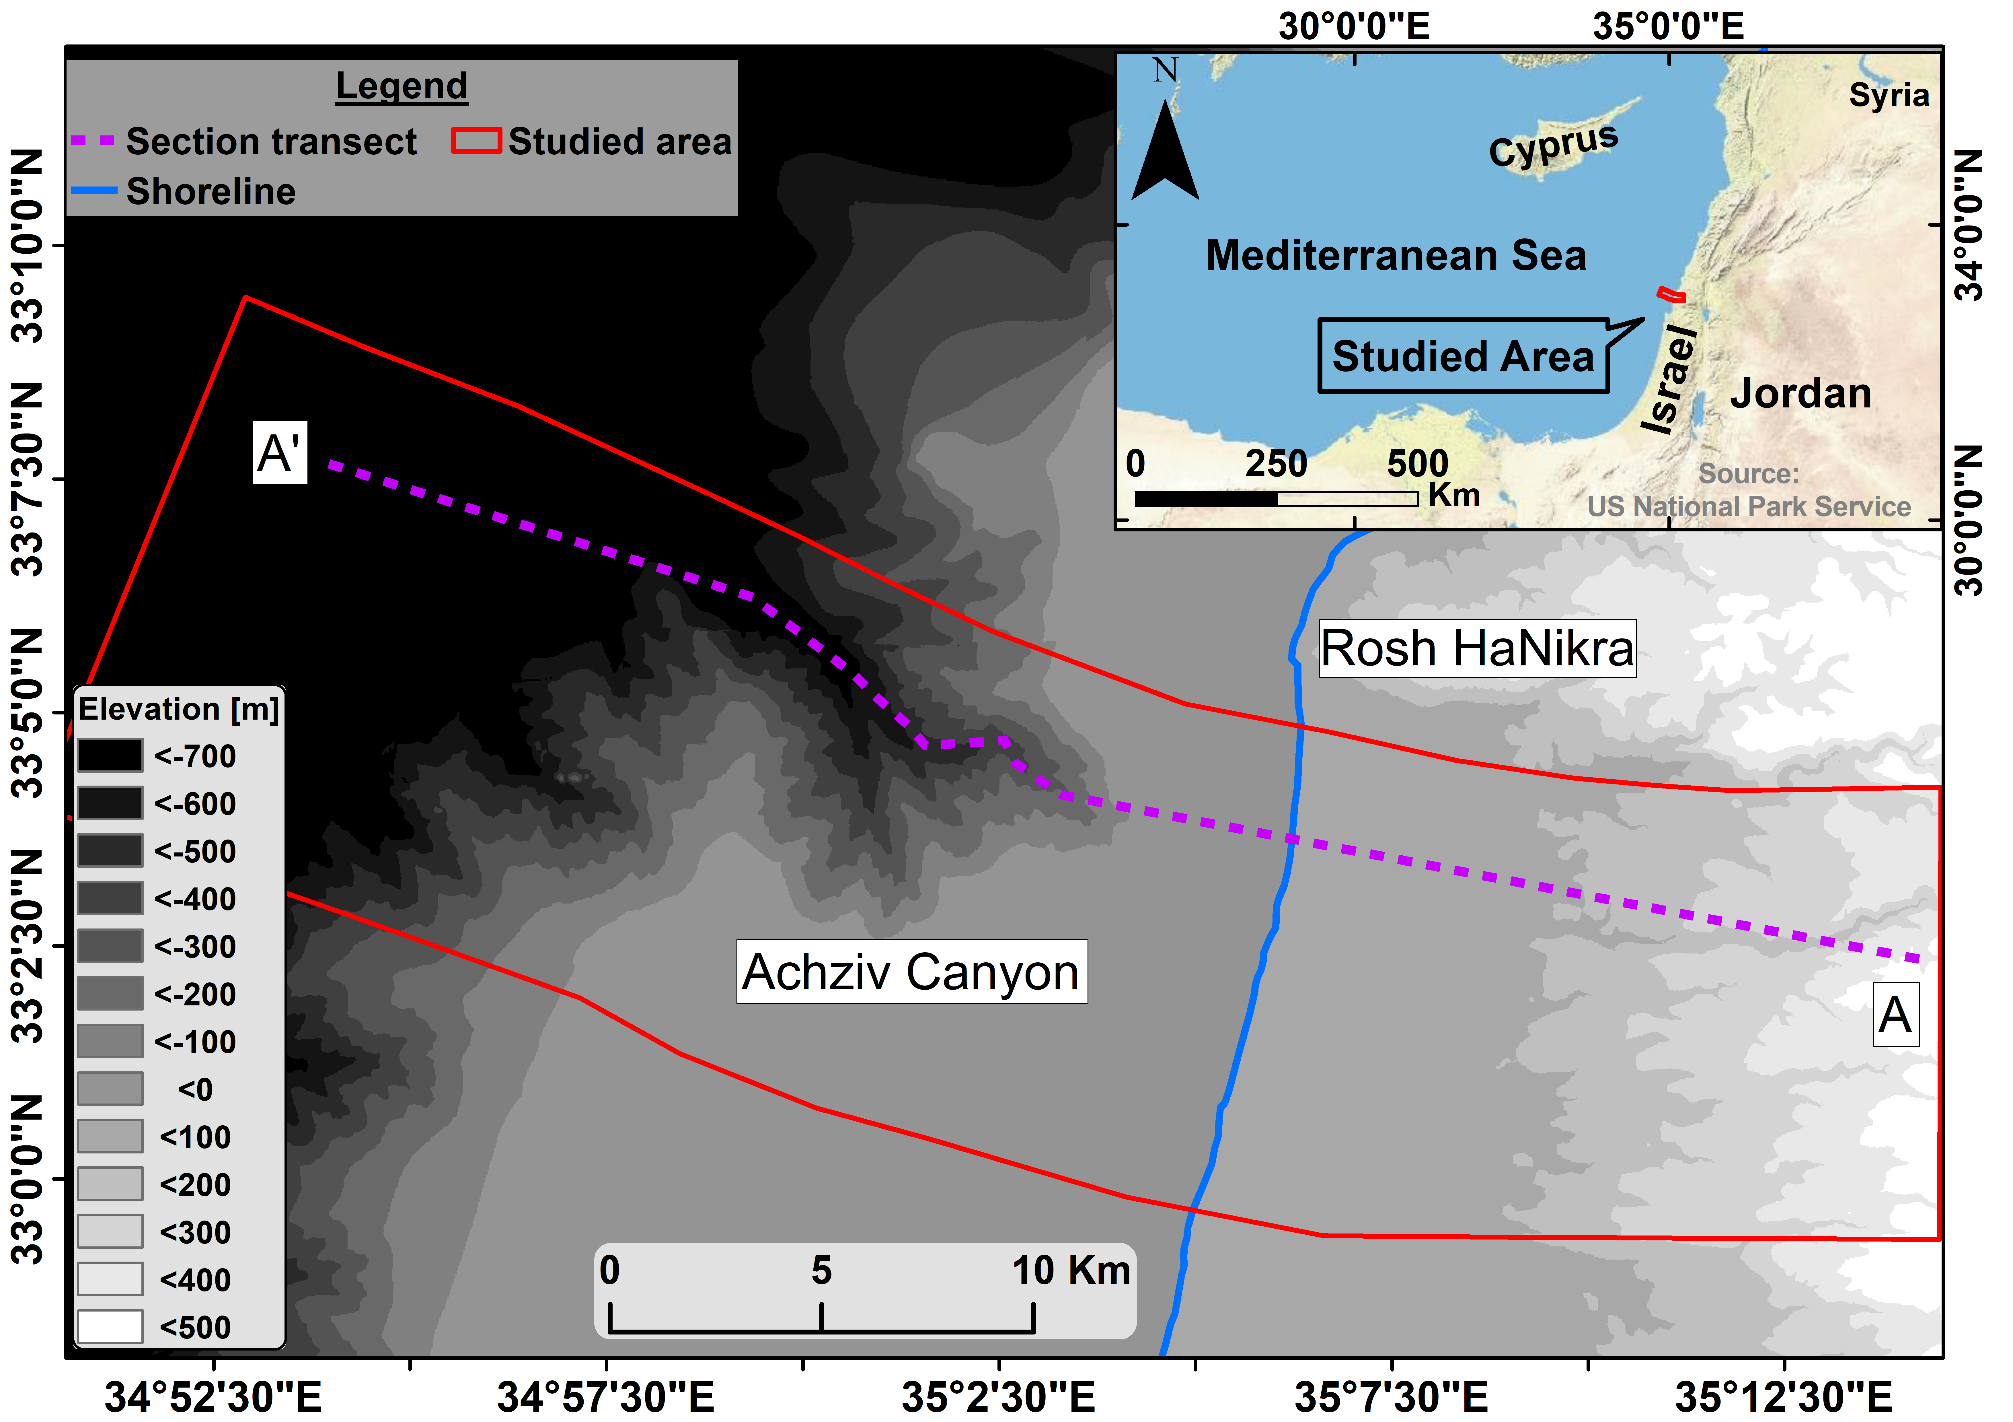 30°0'0"E 35°0'0"E
Legend
Section transect Studied area
Shoreline
N
Syria
Cyprus
Mediterranean Sea
Studied Area
Israel
Jordan
0 250 500
Km
Source:
US National Park Service
34°0'0"N
30°0'0"N
33°10'0"N
33°7'30"N
33°5'0"N
33°2'30"N
33°0'0"N
A'
Rosh HaNikra
Achziv Canyon
A
Elevation [m]
<-700
<-600
<-500
<-400
<-300
<-200
<-100
<0
<100
<200
<300
<400
<500
0 5 10 Km
34°52'30"E 34°57'30"E 35°2'30"E 35°7'30"E 35°12'30"E